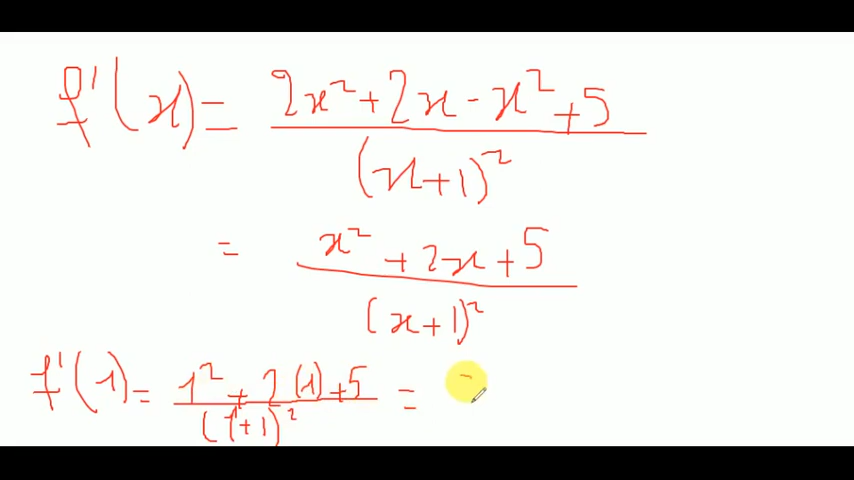 f'(x) = (2x² + 2x - x² + 5) / (x+1)²
= (x² + 2x + 5) / (x+1)²
f'(1) = (1² + 2(1) + 5) / (1+1)² =